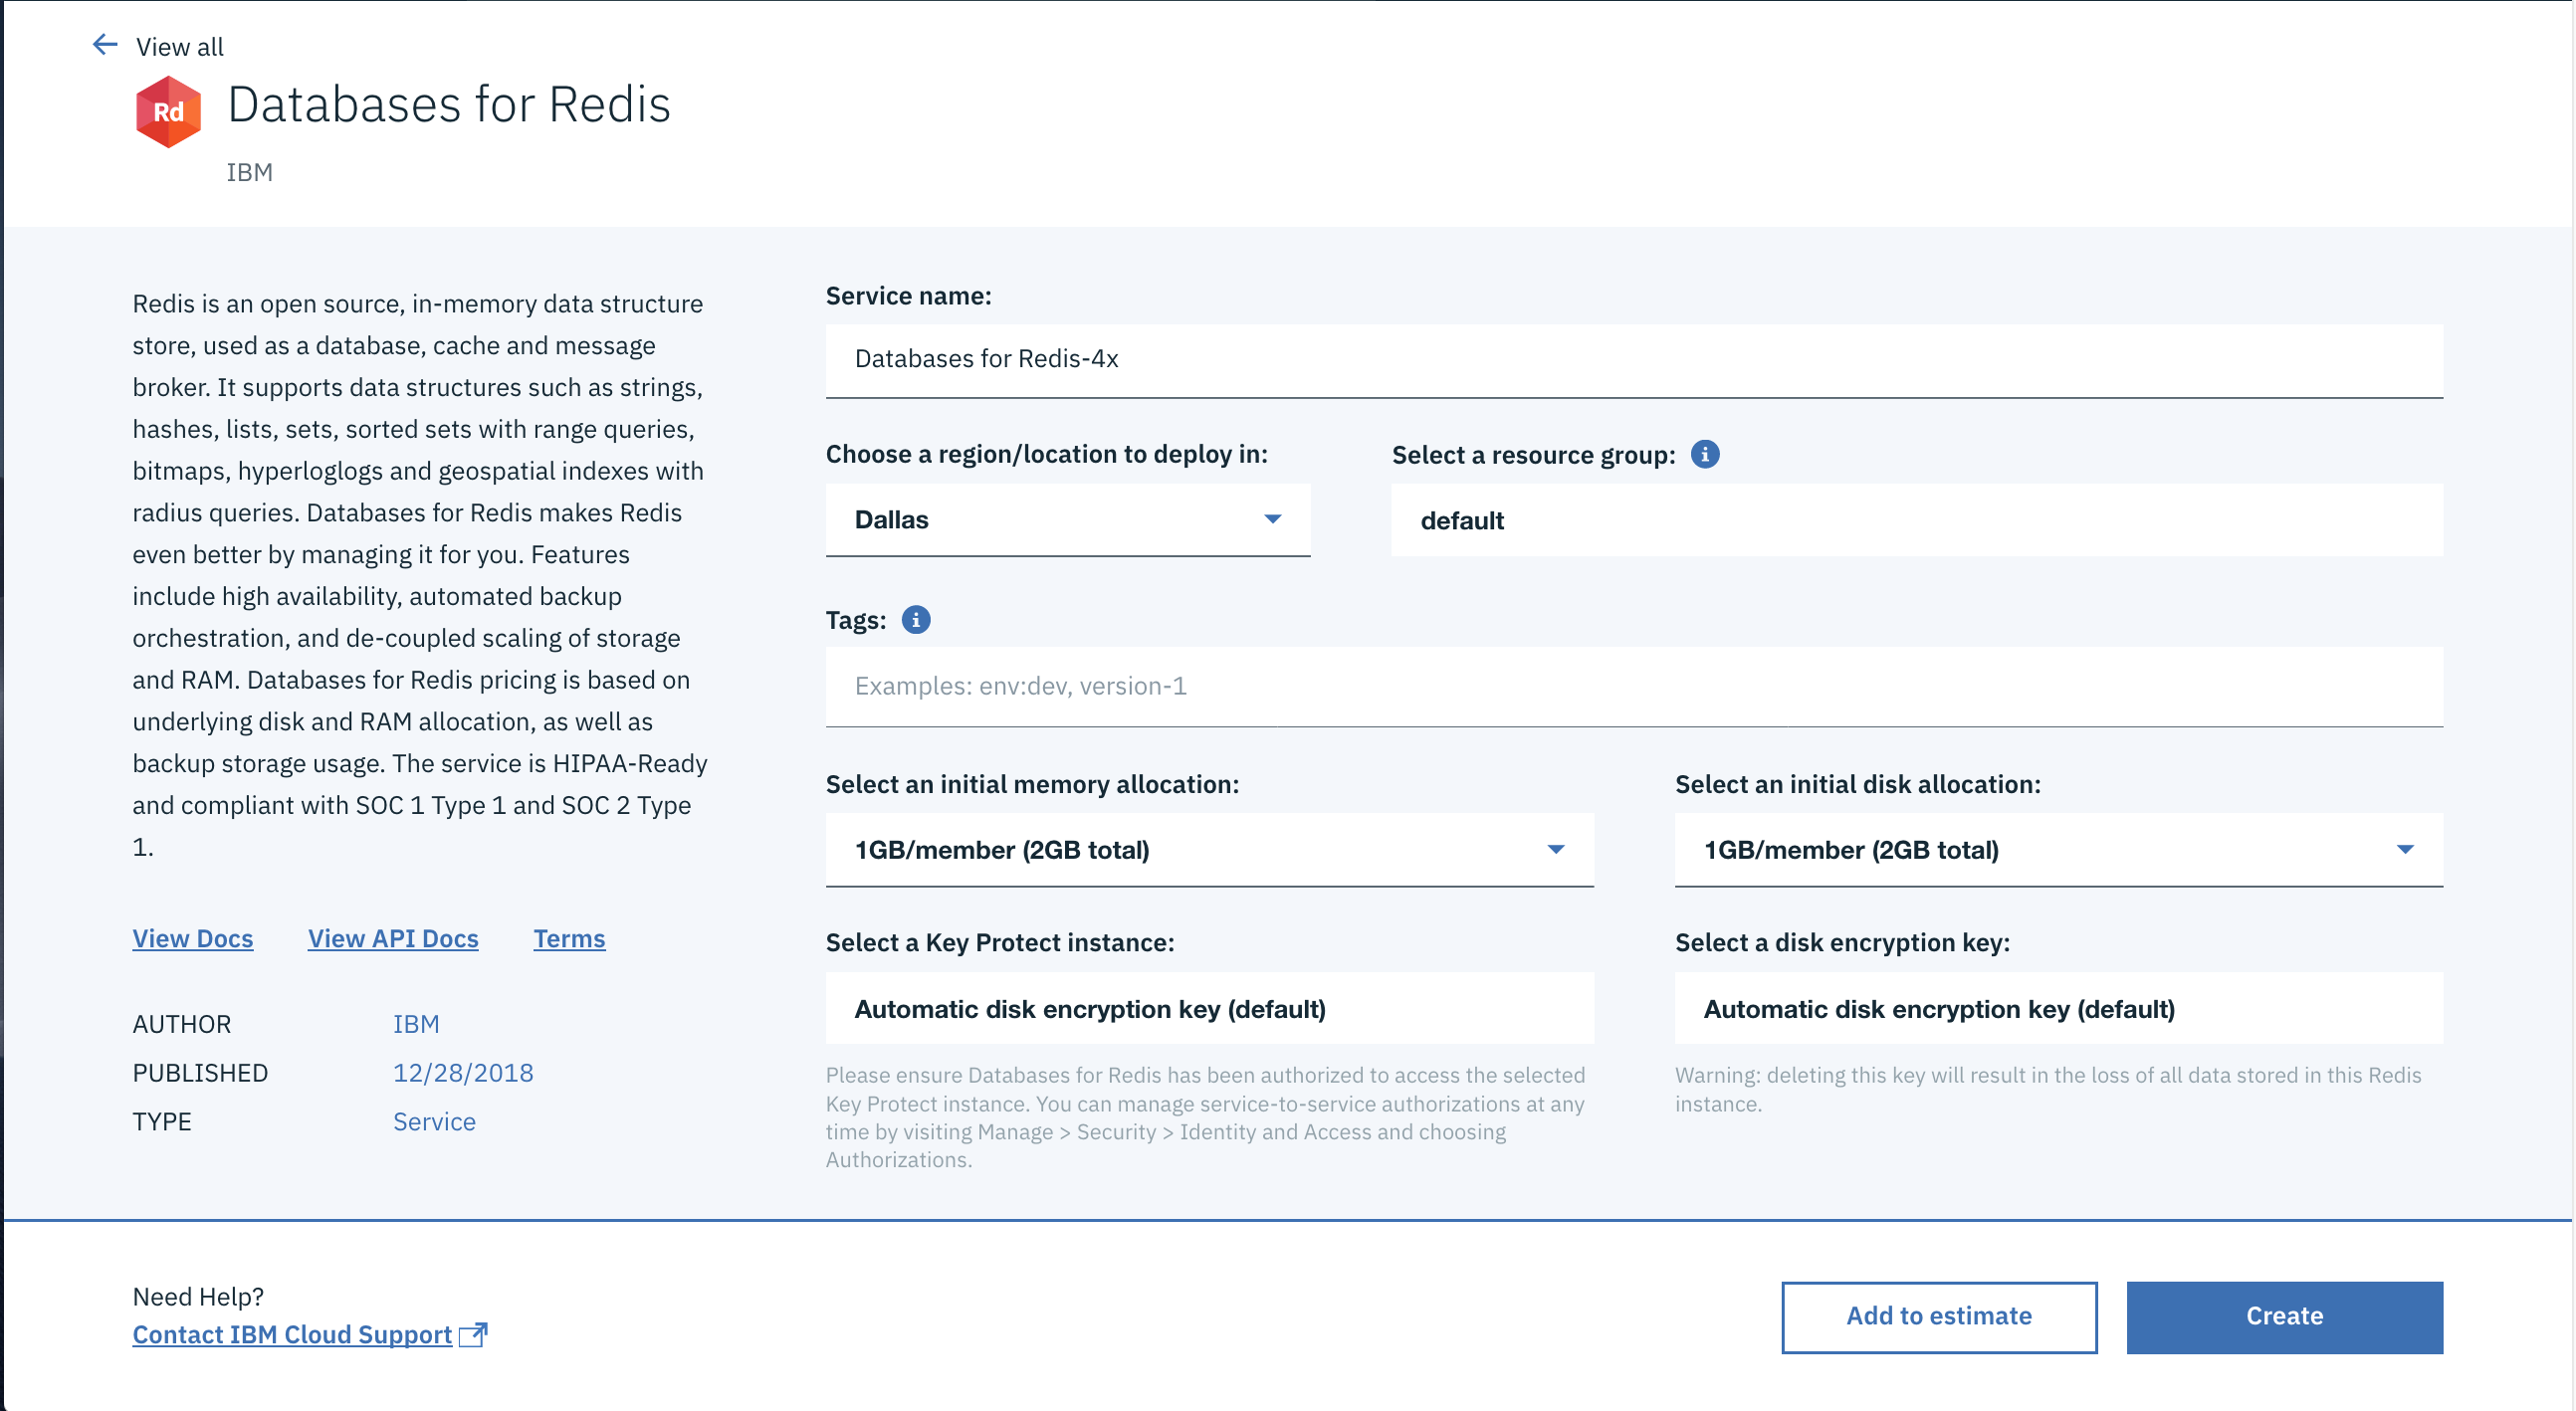 View all
Rd
Databases for Redis
IBM
Redis is an open source, in-memory data structure
store, used as a database, cache and message
broker. It supports data structures such as strings,
hashes, lists, sets, sorted sets with range queries,
bitmaps, hyperloglogs and geospatial indexes with
radius queries. Databases for Redis makes Redis
even better by managing it for you. Features
include high availability, automated backup
orchestration, and de-coupled scaling of storage
and RAM. Databases for Redis pricing is based on
underlying disk and RAM allocation, as well as
backup storage usage. The service is HIPAA-Ready
and compliant with SOC 1 Type 1 and SOC 2 Type
1.
View Docs View API Docs Terms
AUTHOR IBM
PUBLISHED 12/28/2018
TYPE Service
Service name:
Databases for Redis-4x
Choose a region/location to deploy in:
Dallas
Select a resource group:
default
Tags:
Examples: env:dev, version-1
Select an initial memory allocation:
1GB/member (2GB total)
Select an initial disk allocation:
1GB/member (2GB total)
Select a Key Protect instance:
Automatic disk encryption key (default)
Please ensure Databases for Redis has been authorized to access the selected
Key Protect instance. You can manage service-to-service authorizations at any
time by visiting Manage > Security > Identity and Access and choosing
Authorizations.
Select a disk encryption key:
Automatic disk encryption key (default)
Warning: deleting this key will result in the loss of all data stored in this Redis
instance.
Need Help?
Contact IBM Cloud Support
Add to estimate
Create